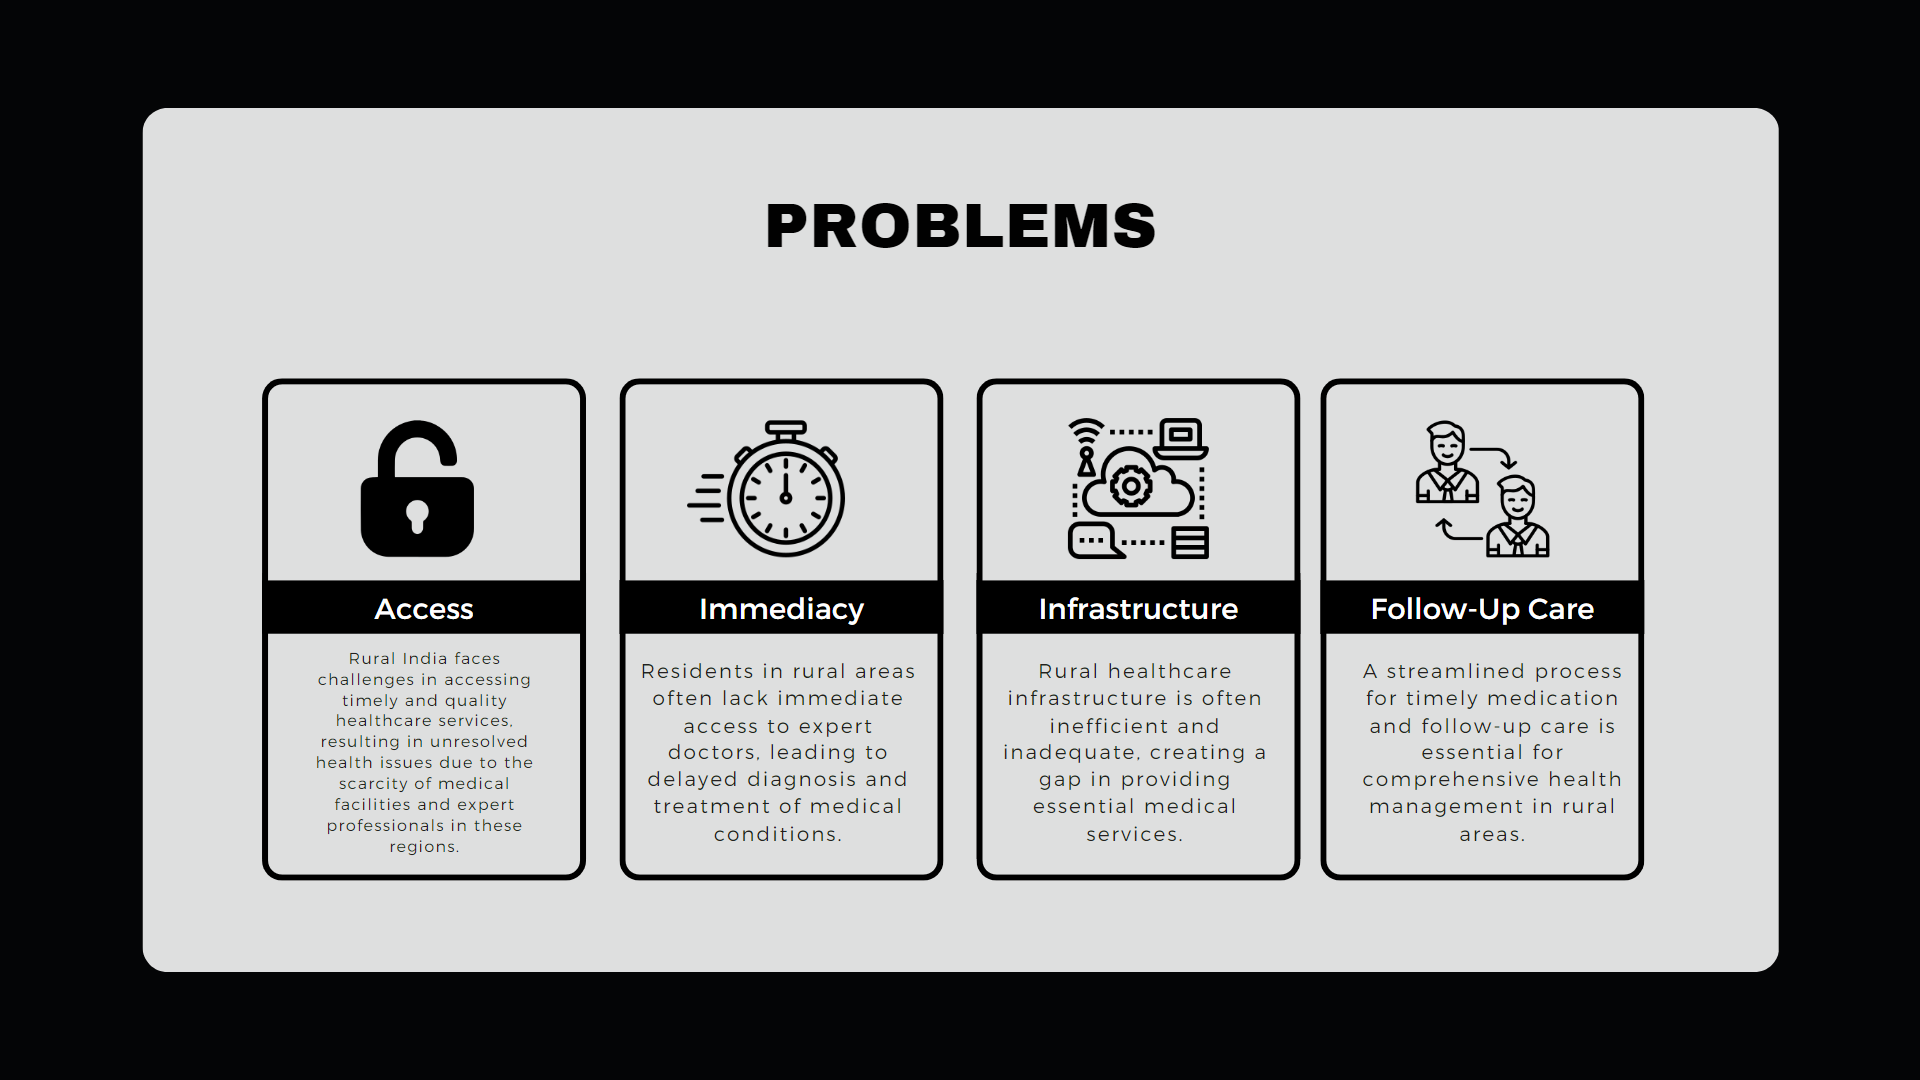 PROBLEMS
Access
Rural India faces
challenges in accessing
timely and quality
healthcare services,
resulting in unresolved
health issues due to the
scarcity of medical
facilities and expert
professionals in these
regions.
Immediacy
Residents in rural areas
often lack immediate
access to expert
doctors, leading to
delayed diagnosis and
treatment of medical
conditions.
Infrastructure
Rural healthcare
infrastructure is often
inefficient and
inadequate, creating a
gap in providing
essential medical
services.
Follow-Up Care
A streamlined process
for timely medication
and follow-up care is
essential for
comprehensive health
management in rural
areas.